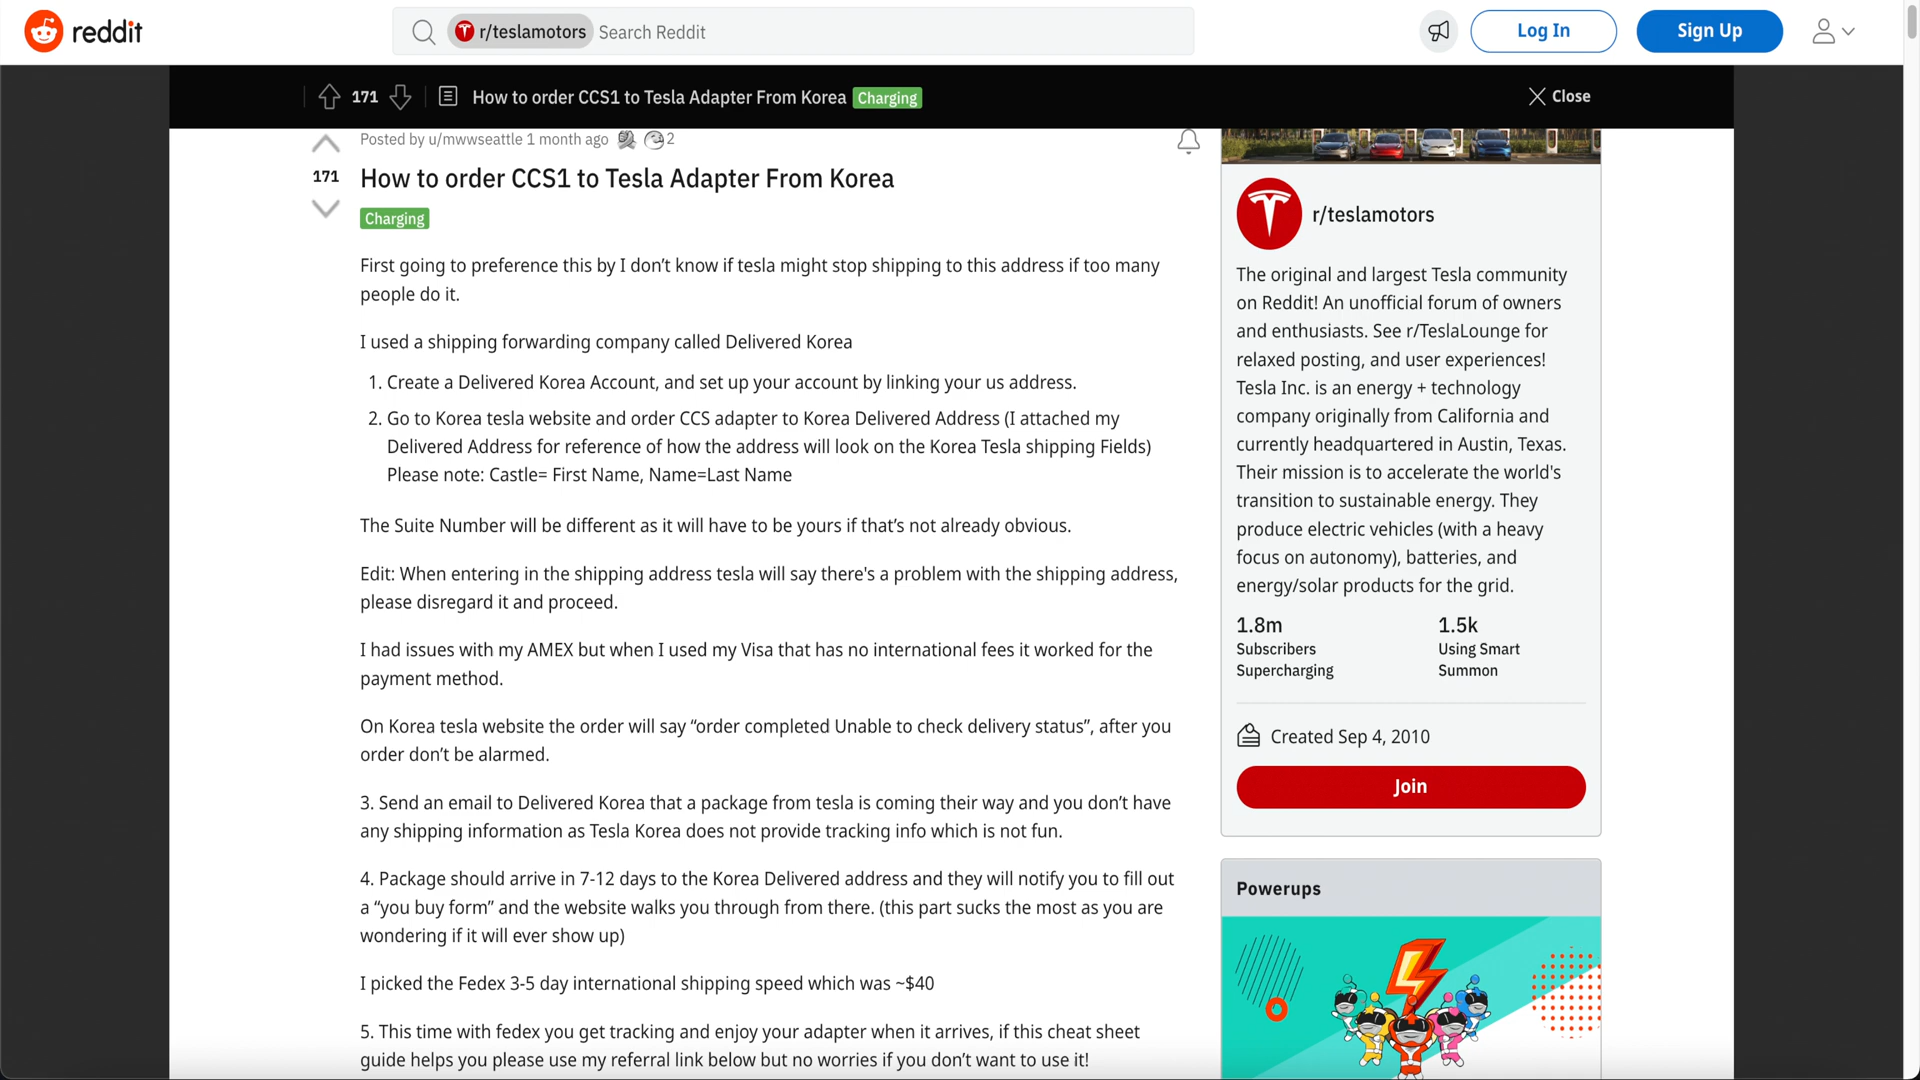 reddit
r/teslamotors Search Reddit
Log In
Sign Up
171 How to order CCS1 to Tesla Adapter From Korea Charging
Close
Posted by u/mwwseattle 1 month ago 2
171
How to order CCS1 to Tesla Adapter From Korea
Charging
First going to preference this by I don’t know if tesla might stop shipping to this address if too many
people do it.
I used a shipping forwarding company called Delivered Korea
1. Create a Delivered Korea Account, and set up your account by linking your us address.
2. Go to Korea tesla website and order CCS adapter to Korea Delivered Address (I attached my
Delivered Address for reference of how the address will look on the Korea Tesla shipping Fields)
Please note: Castle= First Name, Name=Last Name
The Suite Number will be different as it will have to be yours if that’s not already obvious.
Edit: When entering in the shipping address tesla will say there's a problem with the shipping address,
please disregard it and proceed.
I had issues with my AMEX but when I used my Visa that has no international fees it worked for the
payment method.
On Korea tesla website the order will say “order completed Unable to check delivery status”, after you
order don’t be alarmed.
3. Send an email to Delivered Korea that a package from tesla is coming their way and you don’t have
any shipping information as Tesla Korea does not provide tracking info which is not fun.
4. Package should arrive in 7-12 days to the Korea Delivered address and they will notify you to fill out
a “you buy form” and the website walks you through from there. (this part sucks the most as you are
wondering if it will ever show up)
I picked the Fedex 3-5 day international shipping speed which was ~$40
5. This time with fedex you get tracking and enjoy your adapter when it arrives, if this cheat sheet
guide helps you please use my referral link below but no worries if you don’t want to use it!
r/teslamotors
The original and largest Tesla community
on Reddit! An unofficial forum of owners
and enthusiasts. See r/TeslaLounge for
relaxed posting, and user experiences!
Tesla Inc. is an energy + technology
company originally from California and
currently headquartered in Austin, Texas.
Their mission is to accelerate the world's
transition to sustainable energy. They
produce electric vehicles (with a heavy
focus on autonomy), batteries, and
energy/solar products for the grid.
1.8m
Subscribers
Supercharging
1.5k
Using Smart
Summon
Created Sep 4, 2010
Join
Powerups